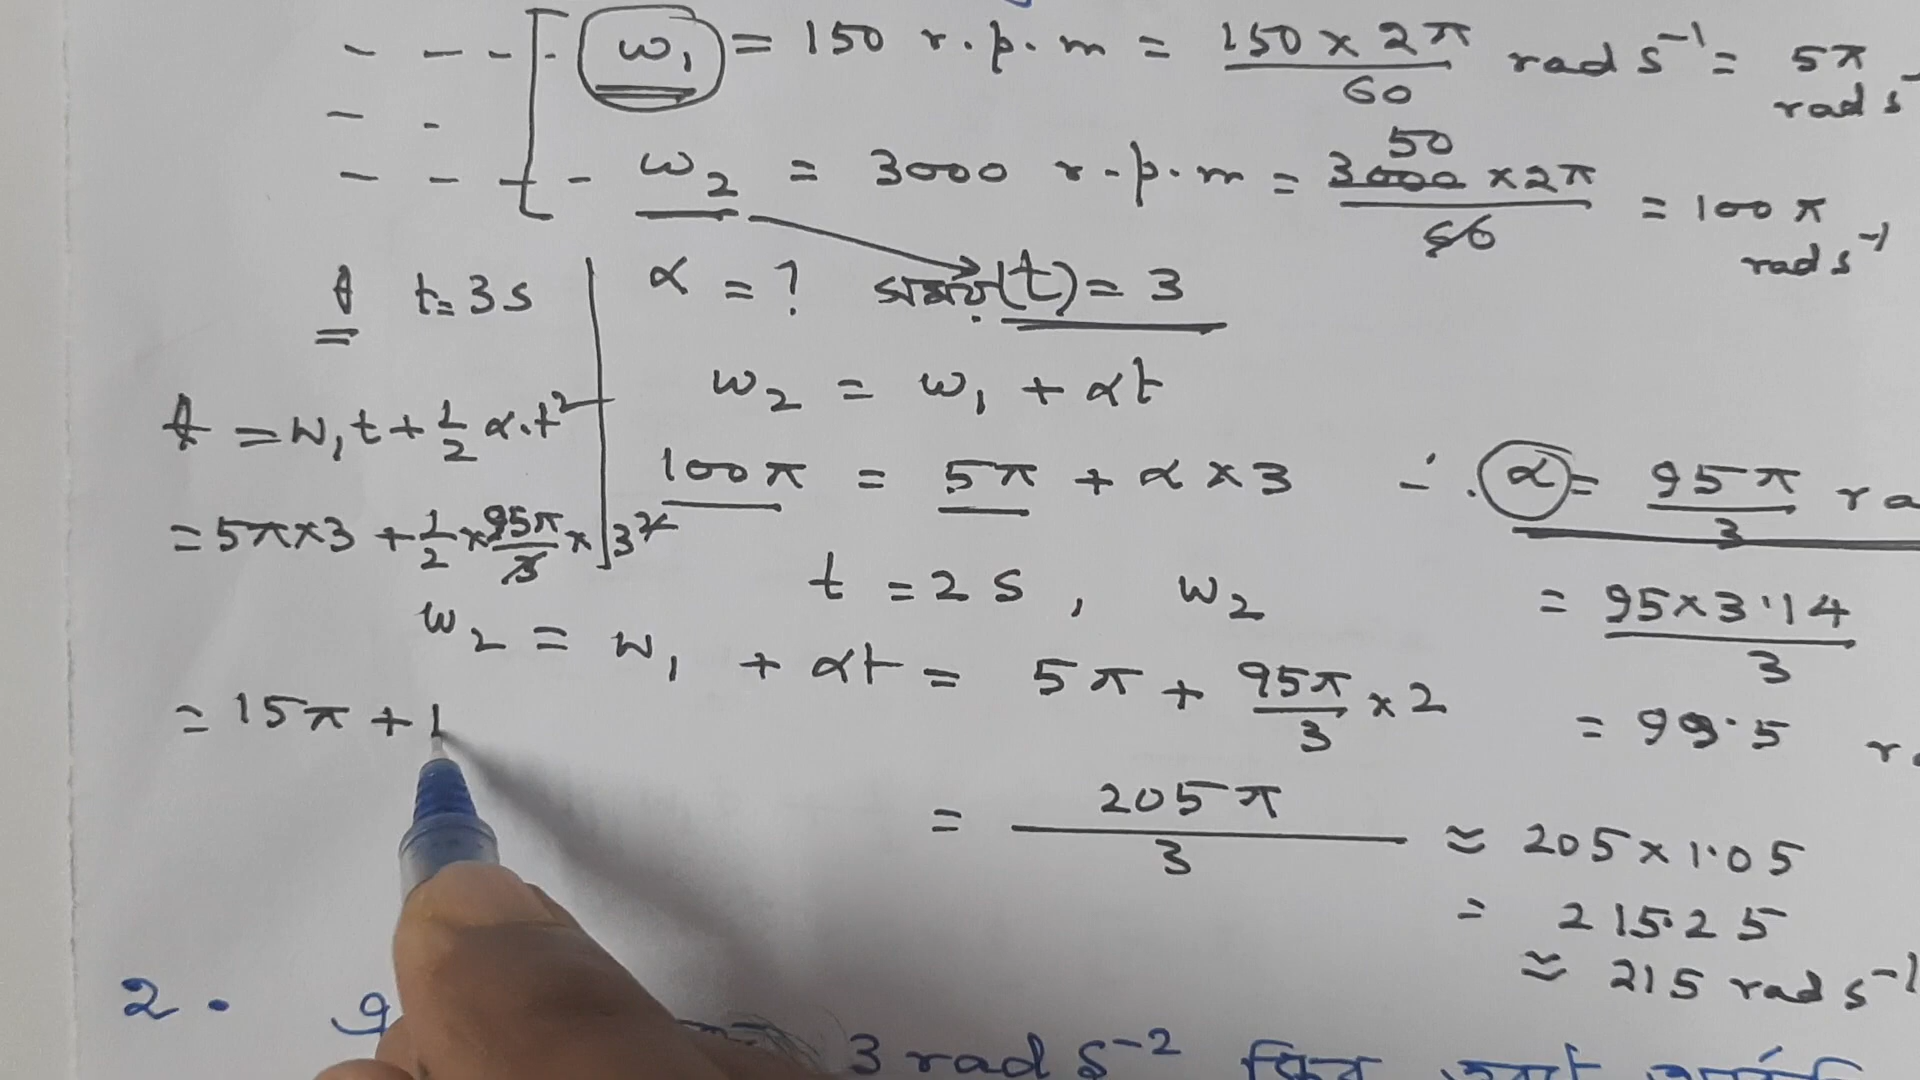 ω₁ = 150 r.p.m = 150 × 2π / 60 rad s⁻¹ = 5π rad s⁻
ω₂ = 3000 r.p.m = 50 3000 × 2π / 60 = 100π rad s⁻¹
t = 3 s
α = ? সময় (t) = 3
ω₂ = ω₁ + αt
= ω₁t + 1/2 α.t²
100π = 5π + α × 3 ∴ α = 95π / 3 ra
= 5π × 3 + 1/2 × 95π / 3 × 3²
t = 2 s , ω₂
= 95 × 3.14 / 3
ω₂ = ω₁ + αt = 5π + 95π / 3 × 2
= 99.5 r
= 15π + 1
= 205π / 3 ≈ 205 × 1.05
= 215.25
≈ 215 rad s⁻¹
2. 3 rad s⁻²